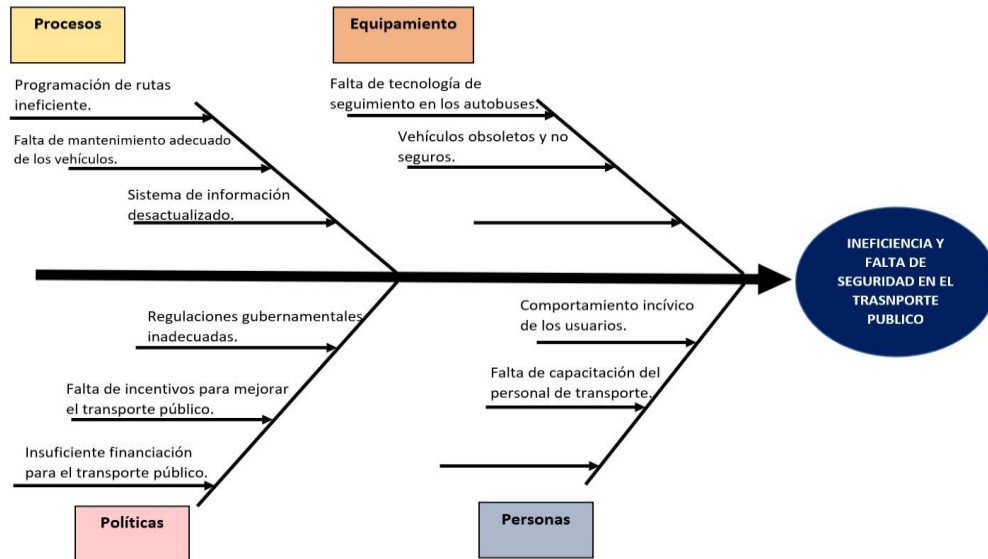 Procesos
Programación de rutas
ineficiente.
Falta de mantenimiento adecuado
de los vehículos.
Sistema de información
desactualizado.
Equipamiento
Falta de tecnología de
seguimiento en los autobuses.
Vehículos obsoletos y no
seguros.
INEFICIENCIA Y
FALTA DE
SEGURIDAD EN EL
TRASNPORTE
PUBLICO
Regulaciones gubernamentales
inadecuadas.
Falta de incentivos para mejorar
el transporte público.
Insuficiente financiación
para el transporte público.
Políticas
Comportamiento incívico
de los usuarios.
Falta de capacitación del
personal de transporte.
Personas